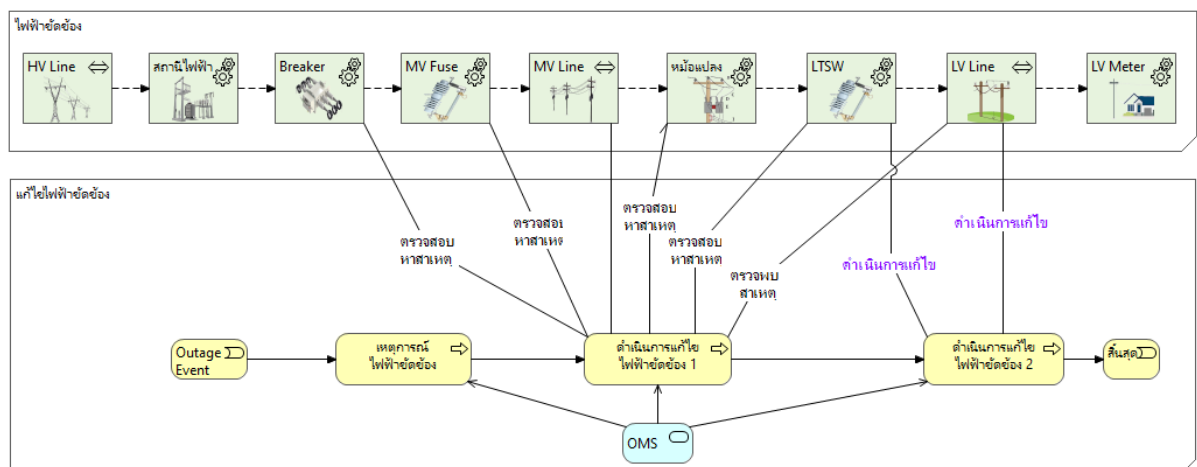 ไฟฟ้าขัดข้อง
HV Line
สถานีไฟฟ้า
Breaker
MV Fuse
MV Line
หม้อแปลง
LTSW
LV Line
LV Meter
แก้ไขไฟฟ้าขัดข้อง
ตรวจสอบ
หาสาเหตุ
ตรวจสอบ
หาสาเหตุ
ตรวจสอบ
หาสาเหตุ
ตรวจสอบ
หาสาเหตุ
ตรวจพบ
สาเหตุ
ดำเนินการแก้ไข
ดำเนินการแก้ไข
Outage
Event
เหตุการณ์
ไฟฟ้าขัดข้อง
ดำเนินการแก้ไข
ไฟฟ้าขัดข้อง 1
ดำเนินการแก้ไข
ไฟฟ้าขัดข้อง 2
สิ้นสุด
OMS